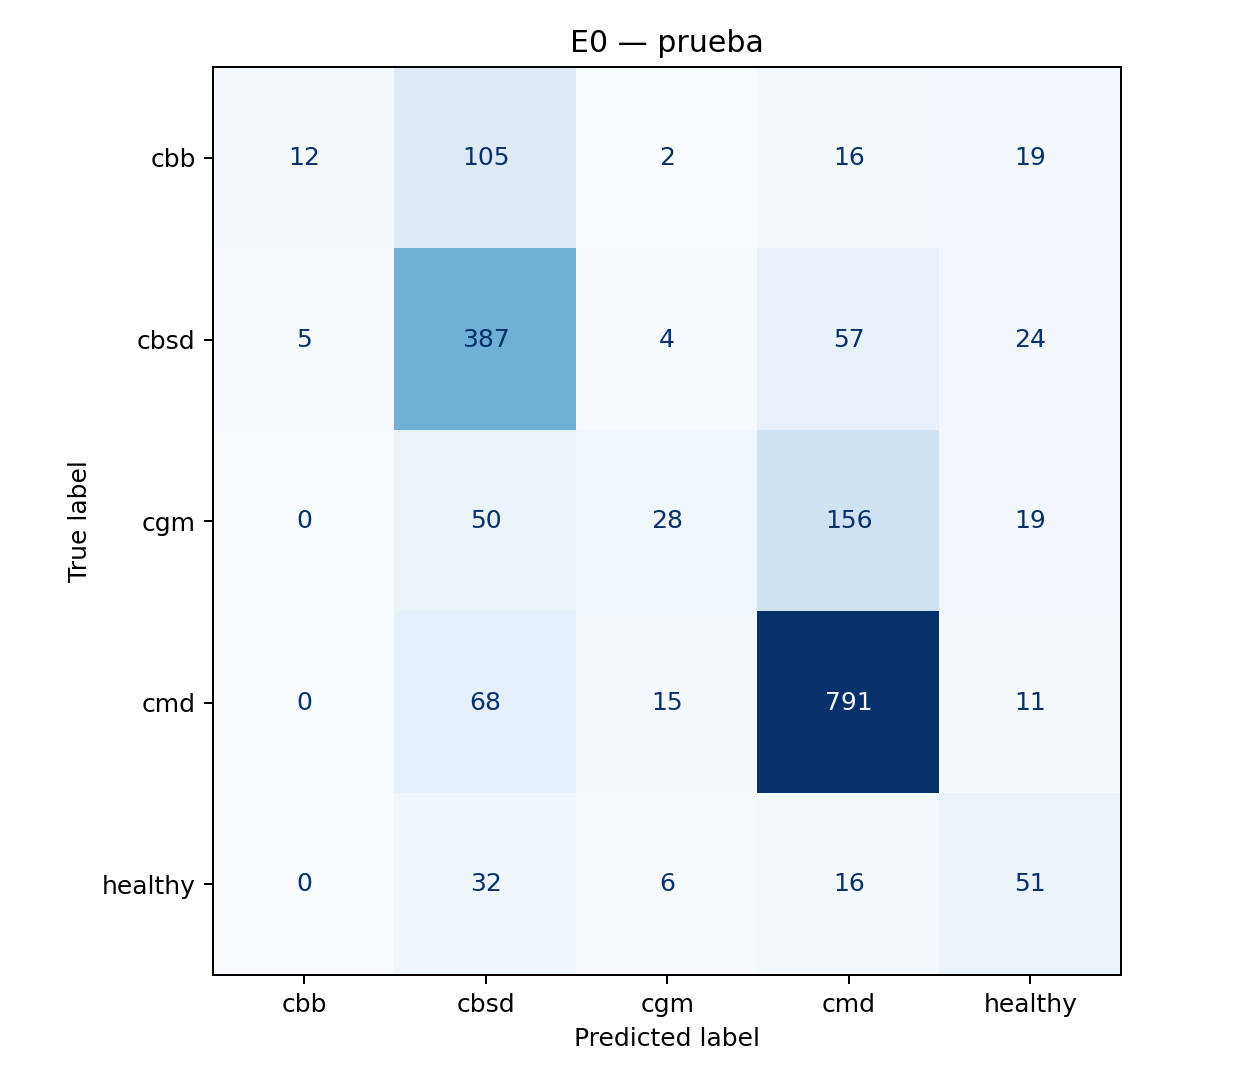 E0 — prueba
cbb 12 105 2 16 19
cbsd 5 387 4 57 24
cgm 0 50 28 156 19
cmd 0 68 15 791 11
healthy 0 32 6 16 51
cbb cbsd cgm cmd healthy
Predicted label
True label